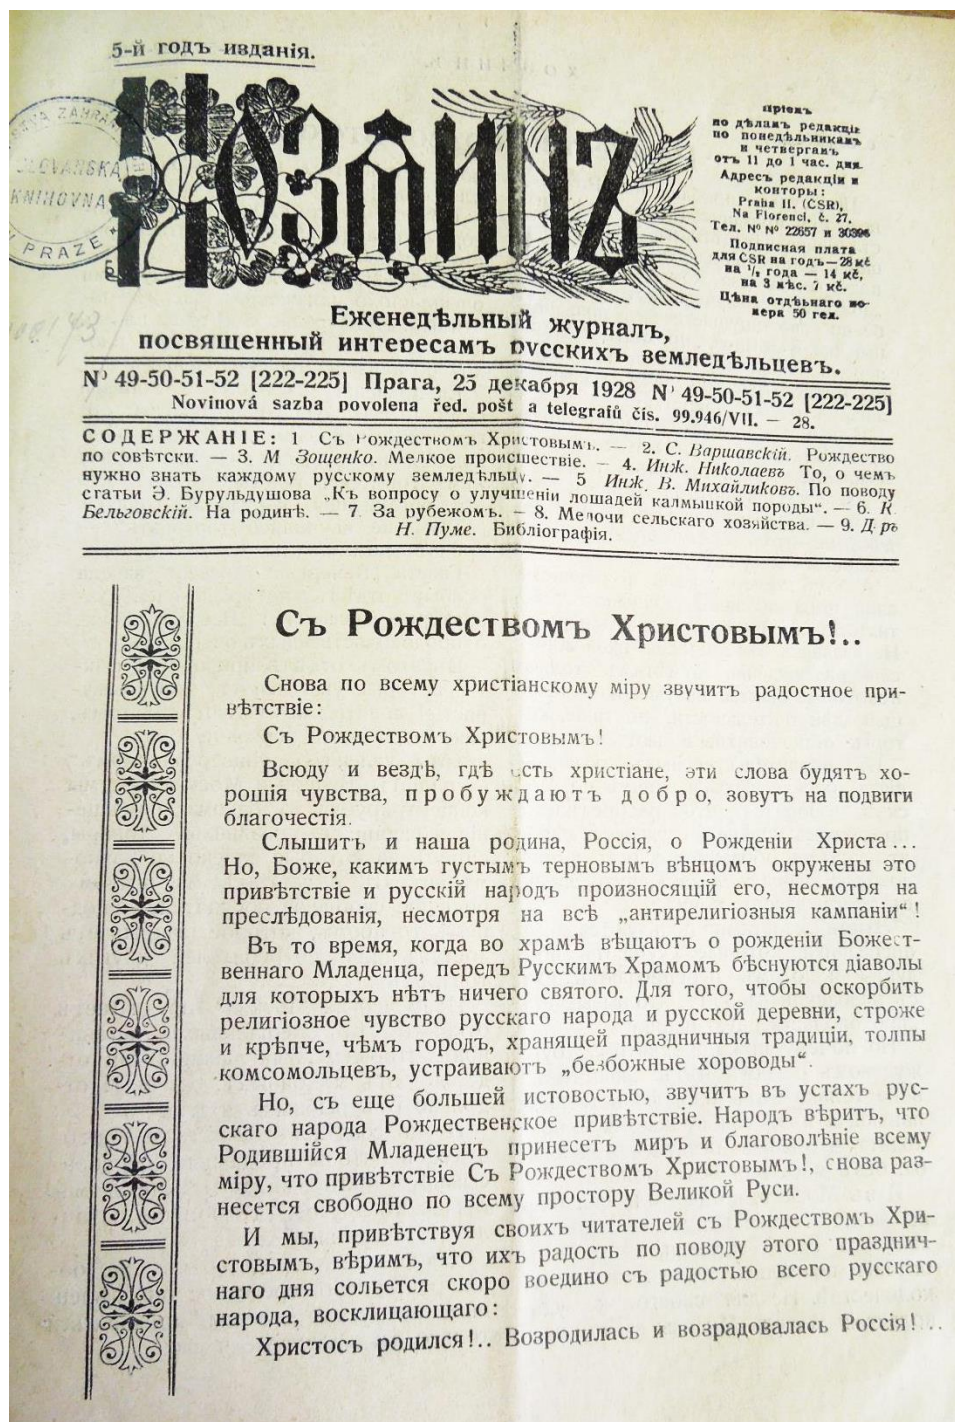 5-й годъ изданія.
Хозяинъ
Пріемъ
по дѣламъ редакціи
по понедѣльникамъ
и четвергамъ
отъ 11 до 1 час. дня.
Адресъ редакціи и
конторы:
Praha II. (ČSR),
Na Florenci, č. 27.
Тел. №№ 22657 и 30396
Подписная плата
для ČSR на годъ—28 kč
на ½ года — 14 kč,
на 3 мѣс. 7 kč.
Цѣна отдѣльнаго но-
мера 50 гел.
SLOVANSKÁ
KNIHOVNA
V PRAZE
Еженедѣльный журналъ,
посвященный интересамъ русскихъ земледѣльцевъ.
№ 49-50-51-52 [222-225] Прага, 25 декабря 1928 № 49-50-51-52 [222-225]
Novinová sazba povolena řed. pošt a telegrafů čís. 99.946/VII. — 28.
СОДЕРЖАНІЕ: 1 Съ Рождествомъ Христовымъ. — 2. С. Варшавскій. Рождество
по совѣтски. — 3. М Зощенко. Мелкое происшествіе. — 4. Инж. Николаевъ То, о чемъ
нужно знать каждому русскому земледѣльцу. — 5 Инж. В. Михайликовъ. По поводу
статьи Э. Бурульдушова „Къ вопросу о улучшеніи лошадей калмыцкой породы“. — 6. К
Бельговскій. На родинѣ. — 7 За рубежомъ. — 8. Мелочи сельскаго хозяйства. — 9. Д-ръ
Н. Пуме. Библіографія.
Съ Рождествомъ Христовымъ!..
Снова по всему христіанскому міру звучитъ радостное при-
вѣтствіе:
Съ Рождествомъ Христовымъ!
Всюду и вездѣ, гдѣ есть христіане, эти слова будятъ хо-
рошія чувства, пробуждаютъ добро, зовутъ на подвиги
благочестія.
Слышитъ и наша родина, Россія, о Рожденіи Христа...
Но, Боже, какимъ густымъ терновымъ вѣнцомъ окружены это
привѣтствіе и русскій народъ произносящій его, несмотря на
преслѣдованія, несмотря на всѣ „антирелигіозныя кампаніи“!
Въ то время, когда во храмѣ вѣщаютъ о рожденіи Божест-
веннаго Младенца, передъ Русскимъ Храмомъ бѣснуются діаволы
для которыхъ нѣтъ ничего святого. Для того, чтобы оскорбить
религіозное чувство русскаго народа и русской деревни, строже
и крѣпче, чѣмъ городъ, хранящей праздничныя традиціи, толпы
комсомольцевъ, устраиваютъ „безбожные хороводы“.
Но, съ еще большей истовостью, звучитъ въ устахъ рус-
скаго народа Рождественское привѣтствіе. Народъ вѣритъ, что
Родившійся Младенецъ принесетъ миръ и благоволѣніе всему
міру, что привѣтствіе Съ Рождествомъ Христовымъ!, снова раз-
несется свободно по всему простору Великой Руси.
И мы, привѣтствуя своихъ читателей съ Рождествомъ Хри-
стовымъ, вѣримъ, что ихъ радость по поводу этого празднич-
наго дня сольется скоро воедино съ радостью всего русскаго
народа, восклицающаго:
Христосъ родился!.. Возродилась и возрадовалась Россія!..